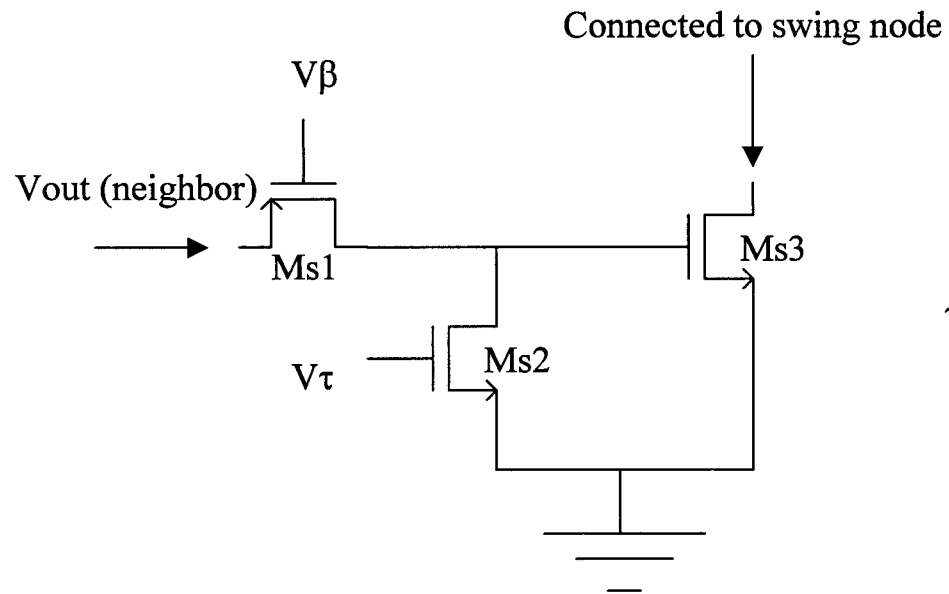 Connected to swing node
Vβ
Vout (neighbor)
Ms1
Ms3
Ms2
Vτ